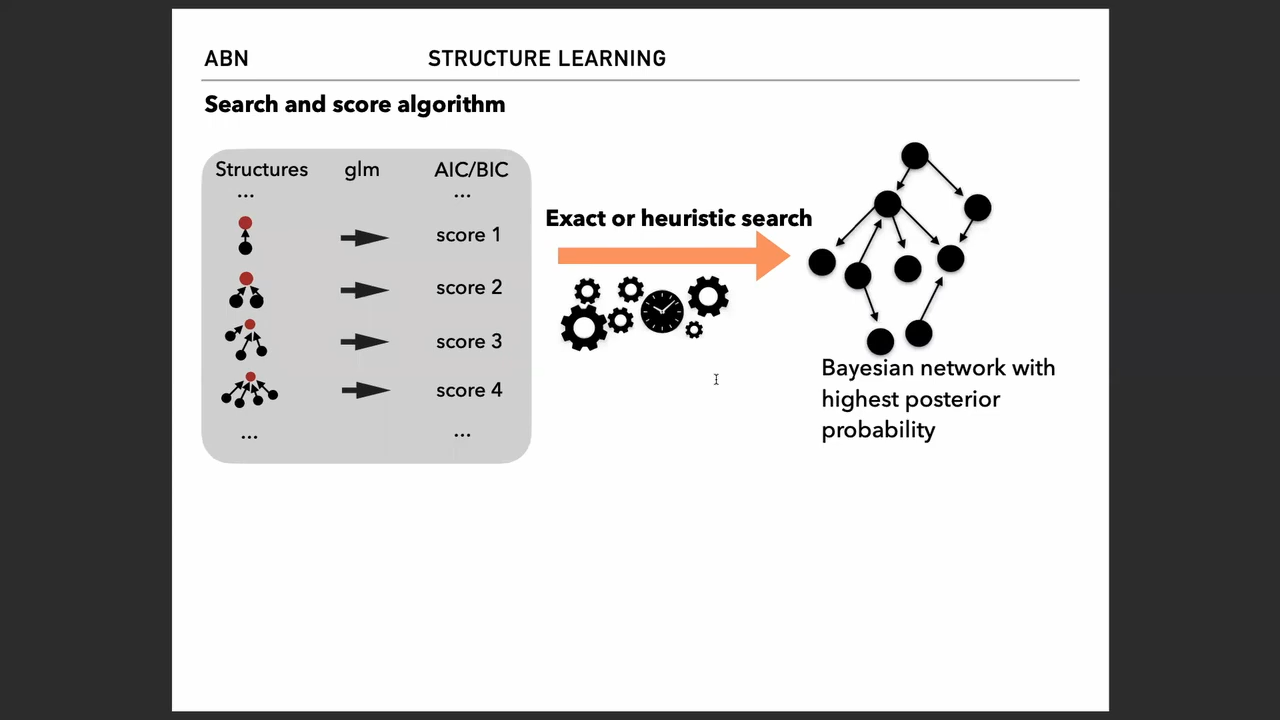 ABN STRUCTURE LEARNING
Search and score algorithm
Structures glm AIC/BIC
... ...
score 1
score 2
score 3
score 4
... ...
Exact or heuristic search
Bayesian network with
highest posterior
probability